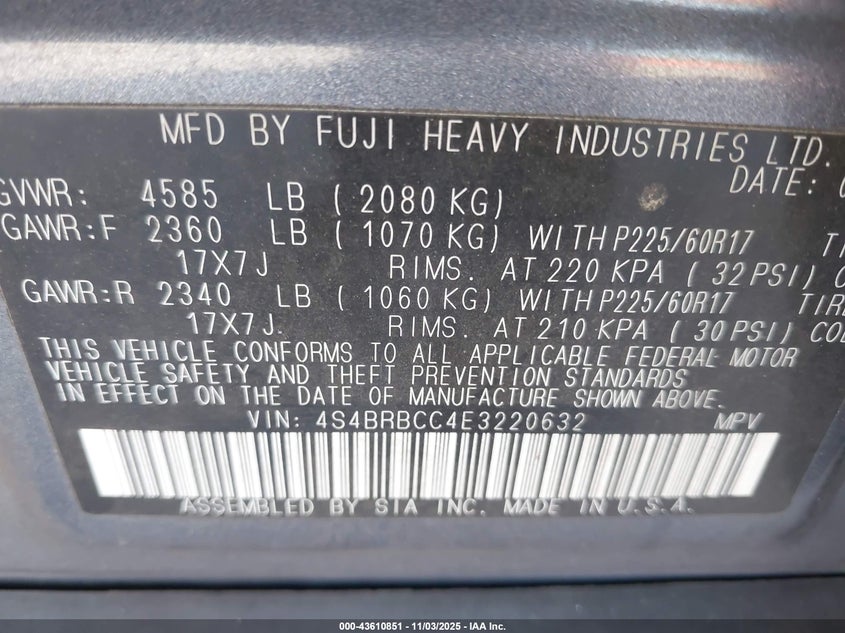 MFD BY FUJI HEAVY INDUSTRIES LTD.
DATE: 0
GVWR: 4585 LB ( 2080 KG)
GAWR:F 2360 LB ( 1070 KG) WITH P225/60R17 TI
17X7J RIMS. AT 220 KPA ( 32 PSI) C
GAWR:R 2340 LB ( 1060 KG) WITH P225/60R17 TIRE
17X7J. RIMS. AT 210 KPA ( 30 PSI) COL
THIS VEHICLE CONFORMS TO ALL APPLICABLE FEDERAL MOTOR
VEHICLE SAFETY AND THEFT PREVENTION STANDARDS
IN EFFECT ON THE DATE OF MANUFACTURE SHOWN ABOVE.
VIN: 4S4BRBCC4E3220632 MPV
ASSEMBLED BY SIA INC. MADE IN U.S.A.
000-43610851 - 11/03/2025 - IAA Inc.